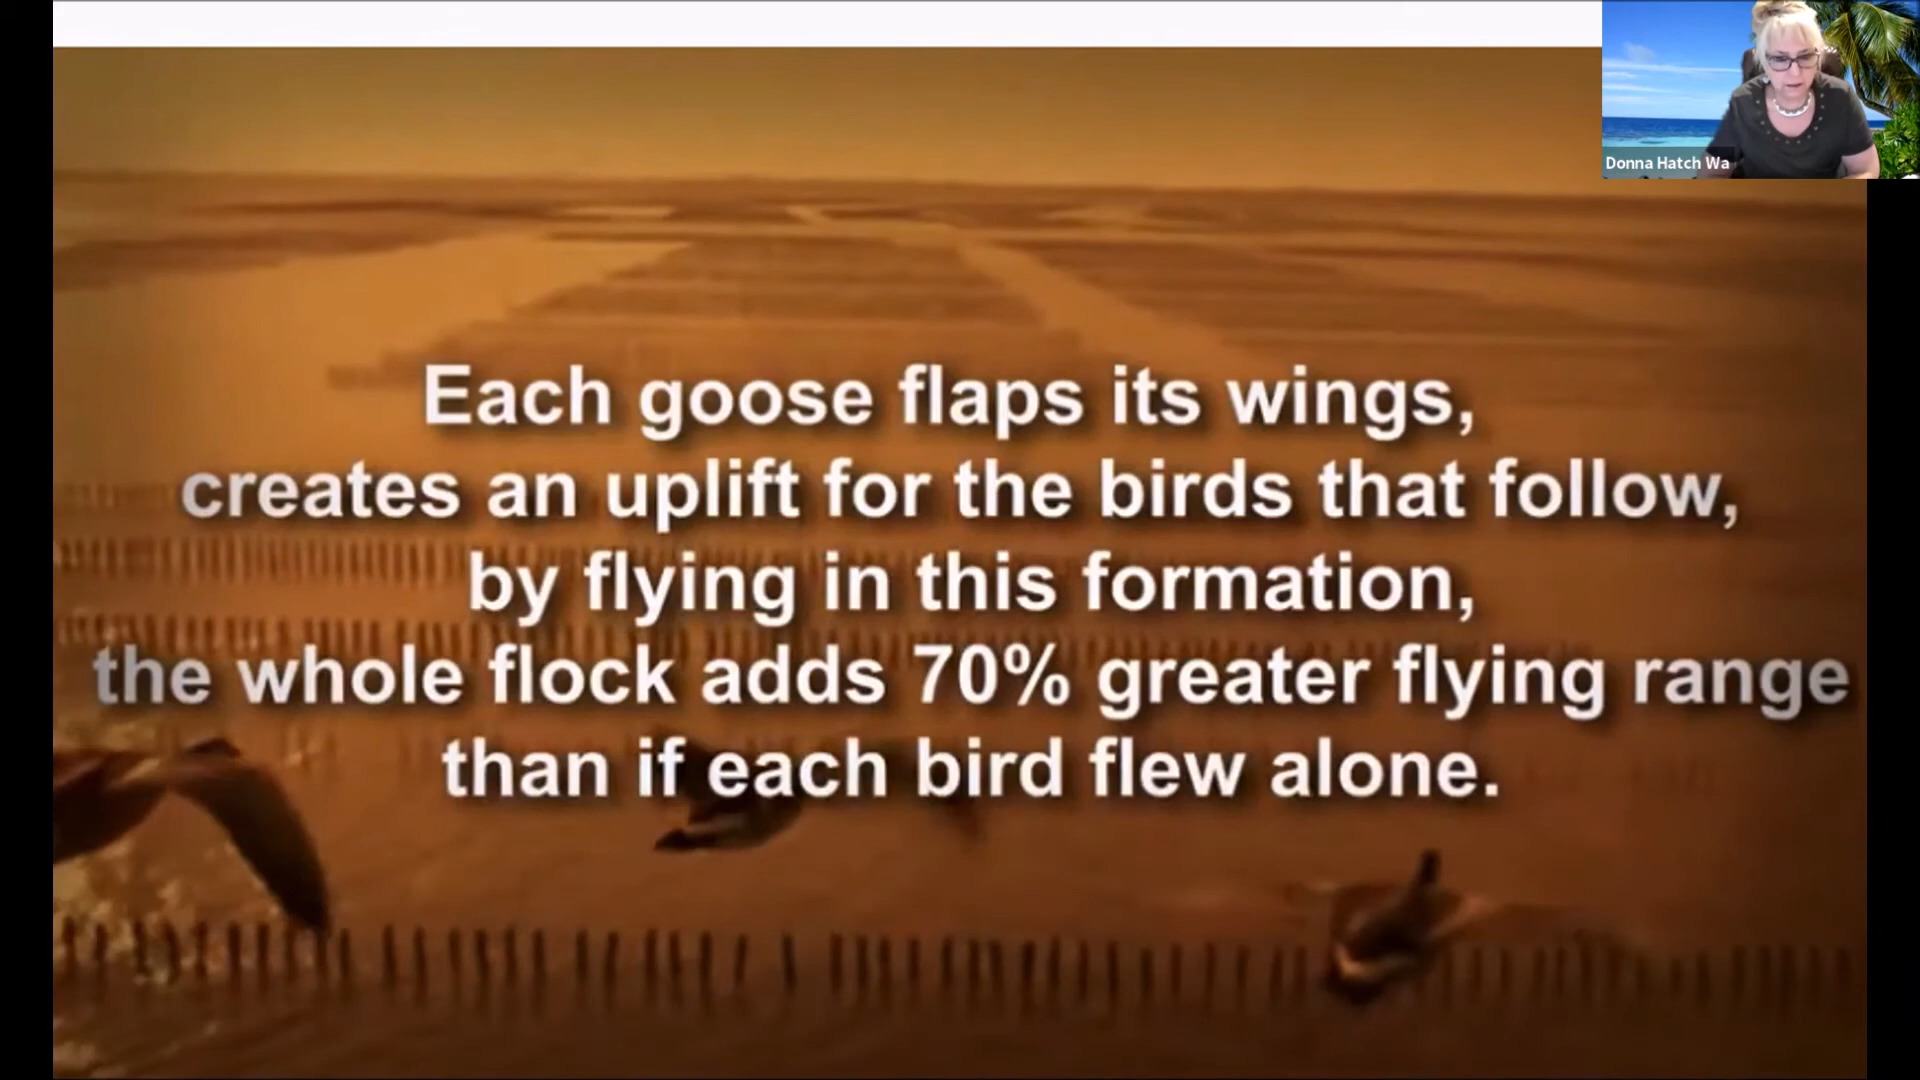 Donna Hatch Wa
Each goose flaps its wings,
creates an uplift for the birds that follow,
by flying in this formation,
the whole flock adds 70% greater flying range
than if each bird flew alone.